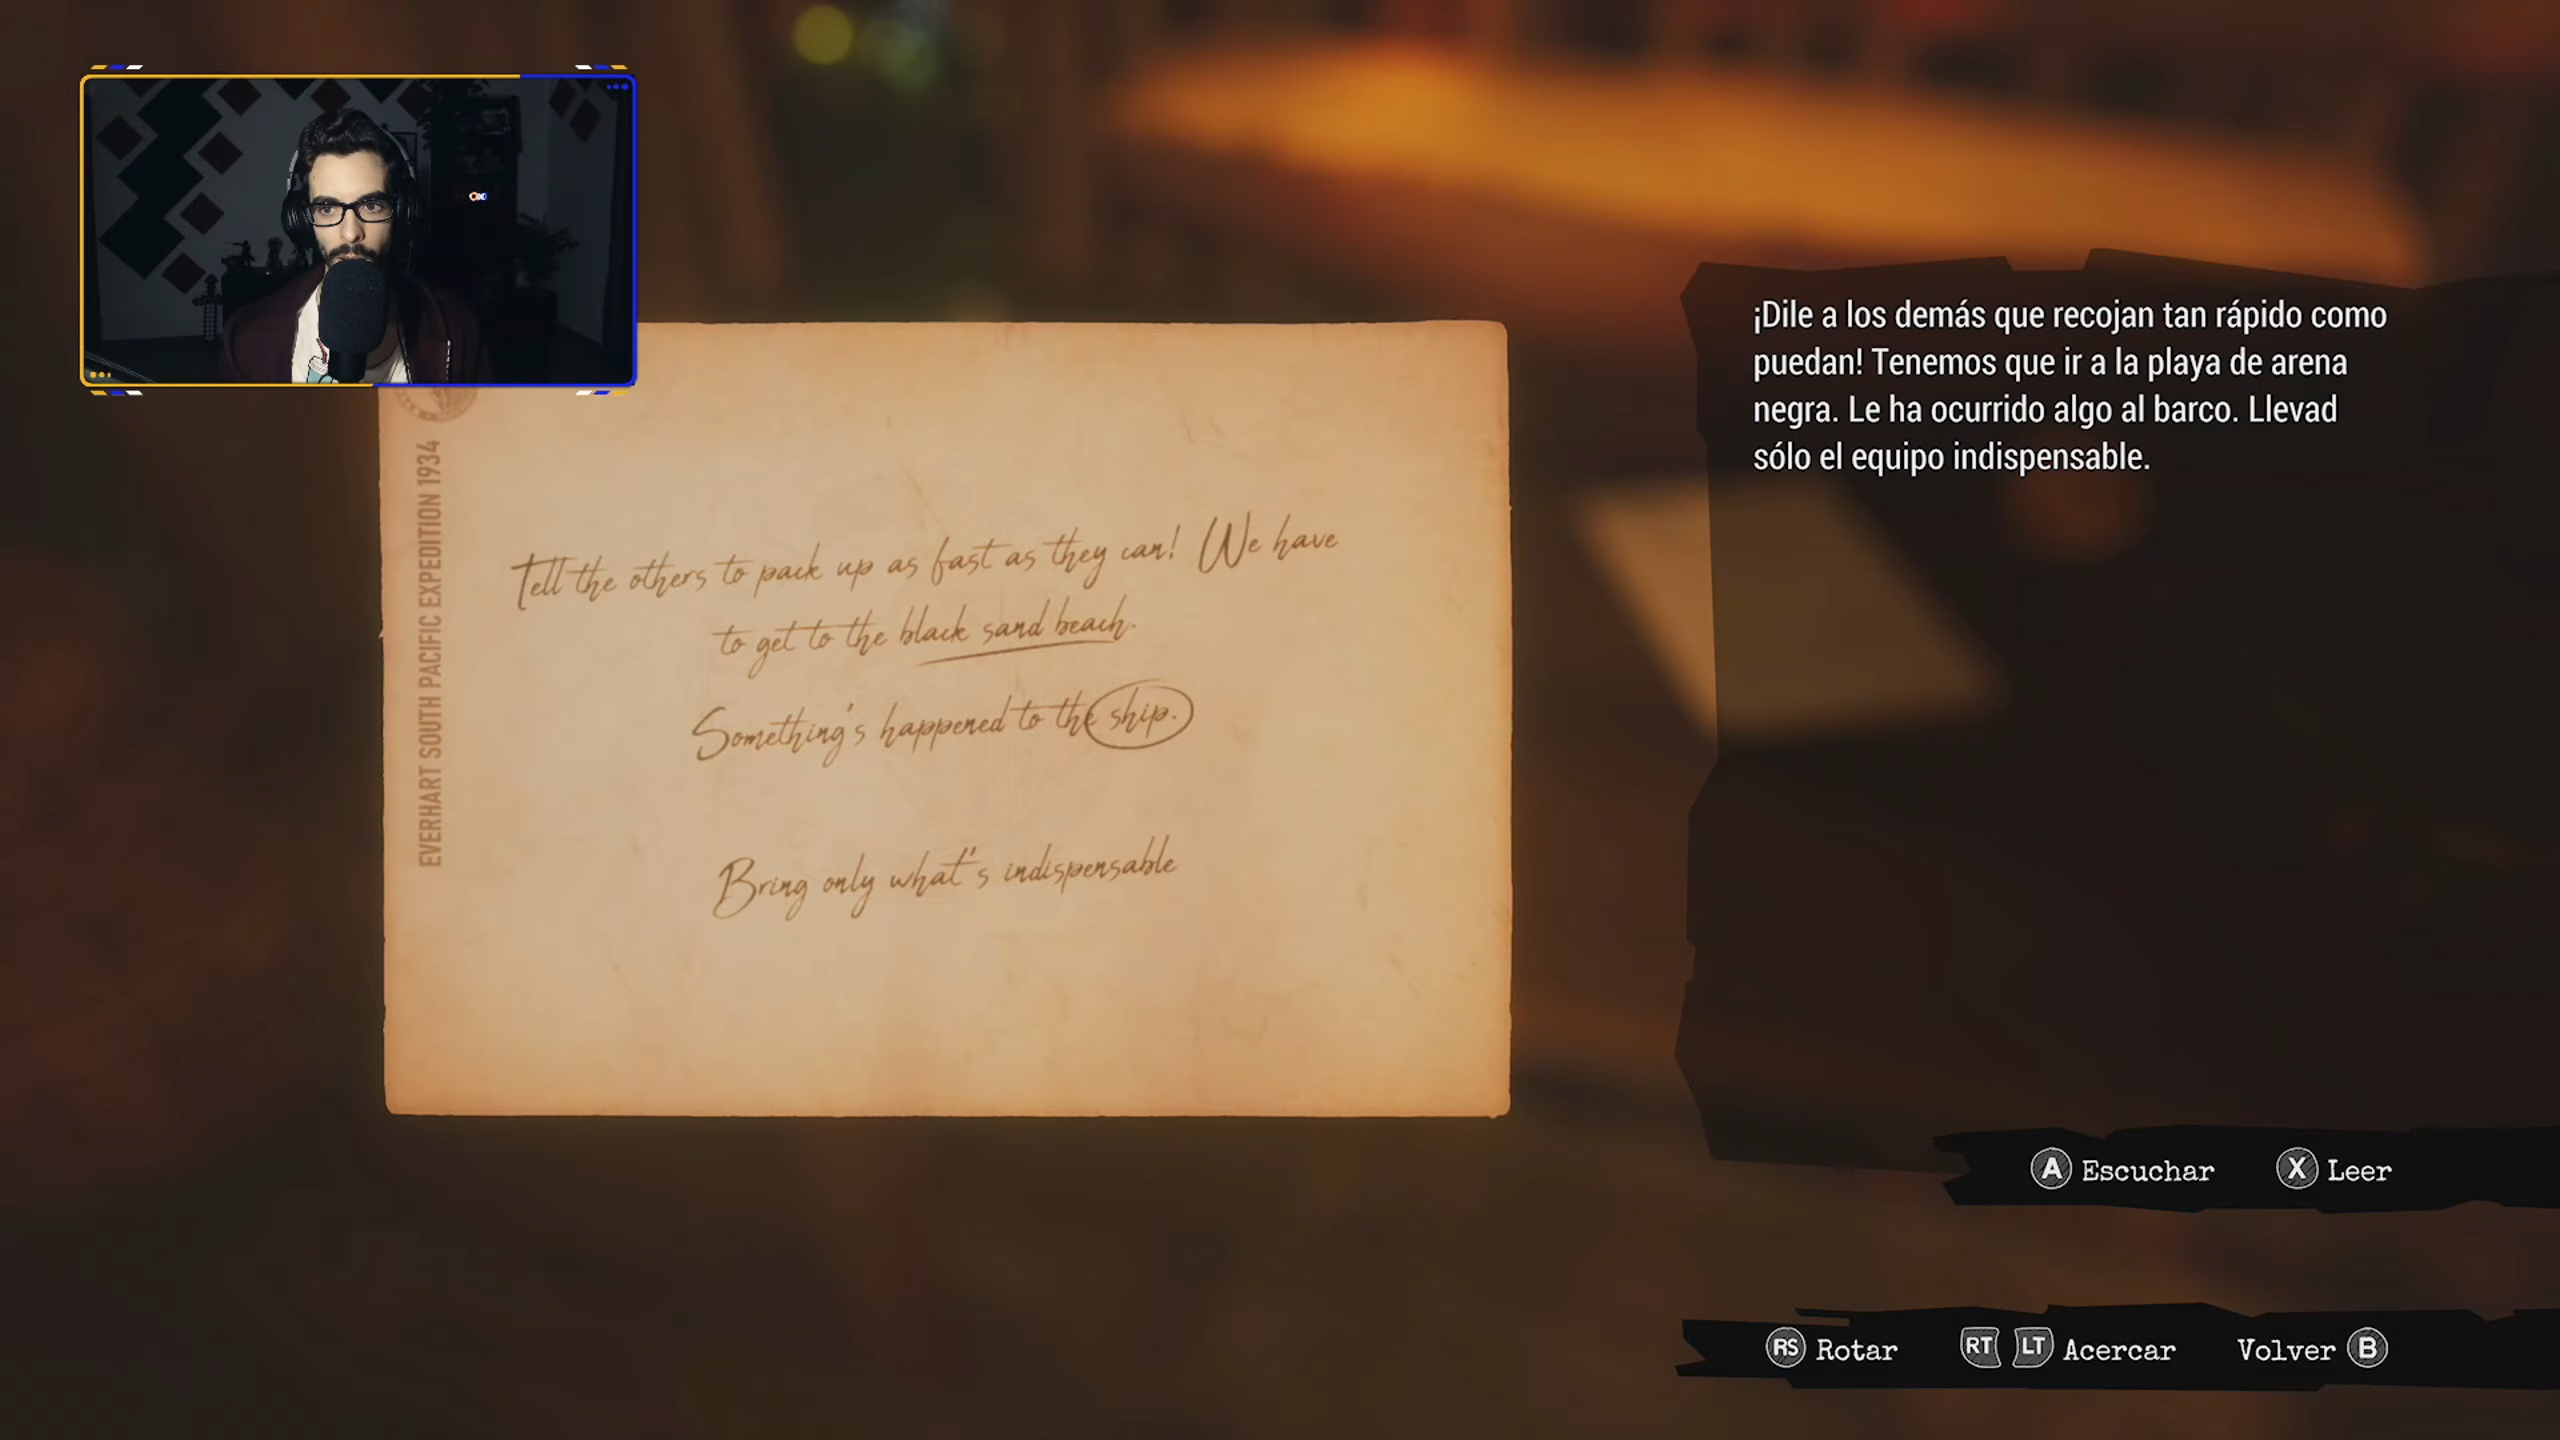 EVERHART SOUTH PACIFIC EXPEDITION 1934
Tell the others to pack up as fast as they can! We have
to get to the black sand beach.
Something's happened to the ship.
Bring only what's indispensable
¡Dile a los demás que recojan tan rápido como
puedan! Tenemos que ir a la playa de arena
negra. Le ha ocurrido algo al barco. Llevad
sólo el equipo indispensable.
A Escuchar X Leer
RS Rotar RT LT Acercar Volver B